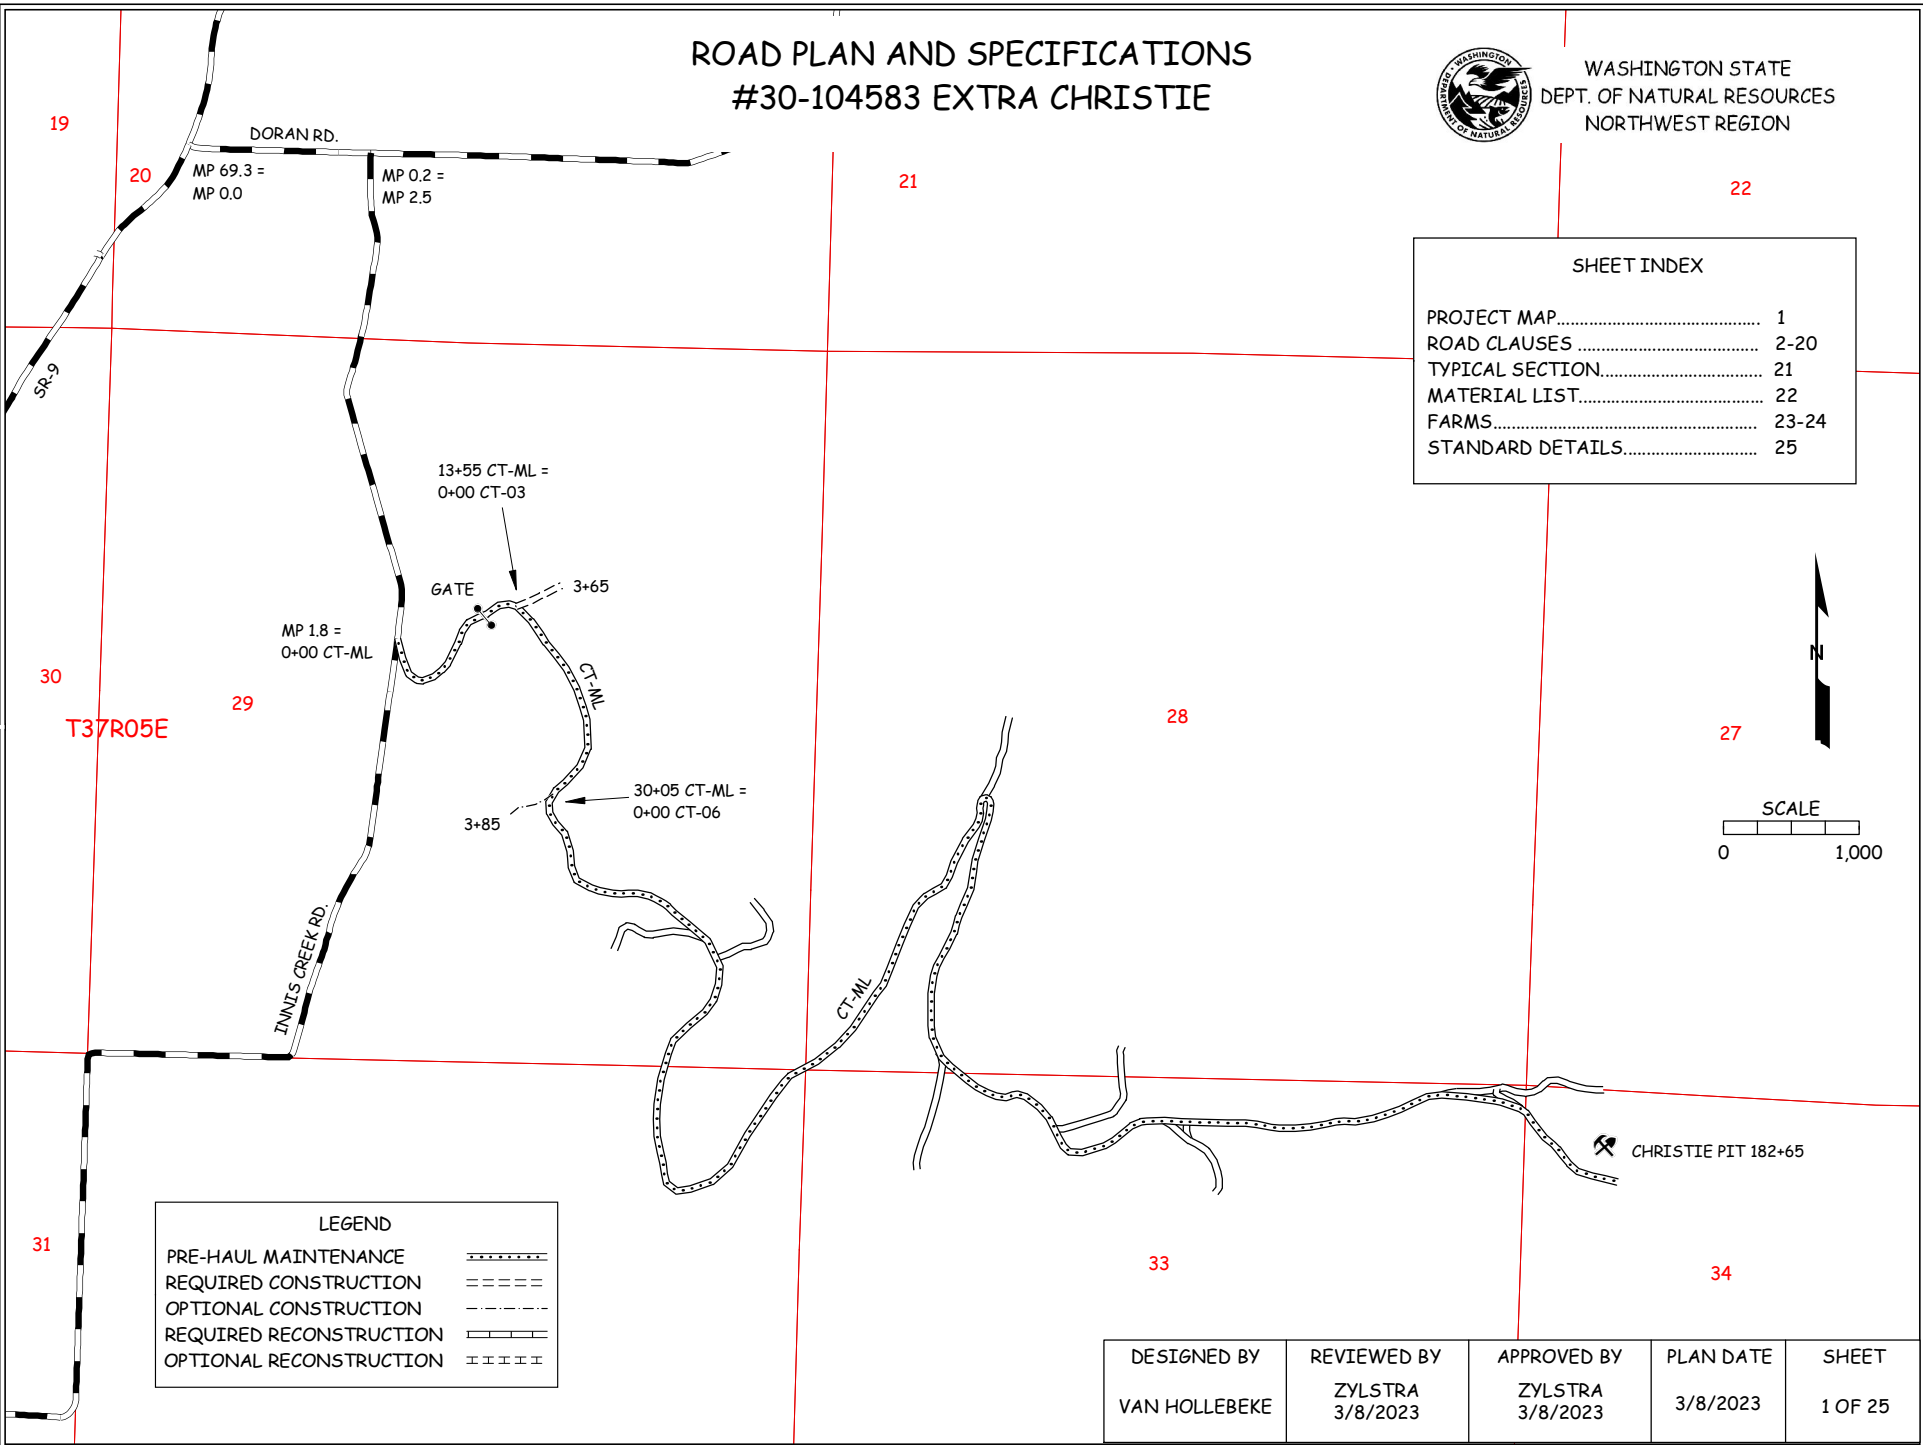 ROAD PLAN AND SPECIFICATIONS
#30-104583 EXTRA CHRISTIE
WASHINGTON
DEPARTMENT OF NATURAL RESOURCES
WASHINGTON STATE
DEPT. OF NATURAL RESOURCES
NORTHWEST REGION
19
20
DORAN RD.
MP 69.3 =
MP 0.0
MP 0.2 =
MP 2.5
21
22
SHEET INDEX
PROJECT MAP........................................ 1
ROAD CLAUSES .................................... 2-20
TYPICAL SECTION................................. 21
MATERIAL LIST..................................... 22
FARMS..................................................... 23-24
STANDARD DETAILS........................... 25
SR-9
13+55 CT-ML =
0+00 CT-03
GATE
3+65
MP 1.8 =
0+00 CT-ML
CT-ML
30
29
T37R05E
28
27
N
30+05 CT-ML =
0+00 CT-06
3+85
SCALE
0 1,000
INNIS CREEK RD.
CT-ML
CHRISTIE PIT 182+65
31
33
34
LEGEND
PRE-HAUL MAINTENANCE
REQUIRED CONSTRUCTION
OPTIONAL CONSTRUCTION
REQUIRED RECONSTRUCTION
OPTIONAL RECONSTRUCTION
DESIGNED BY
VAN HOLLEBEKE
REVIEWED BY
ZYLSTRA
3/8/2023
APPROVED BY
ZYLSTRA
3/8/2023
PLAN DATE
3/8/2023
SHEET
1 OF 25